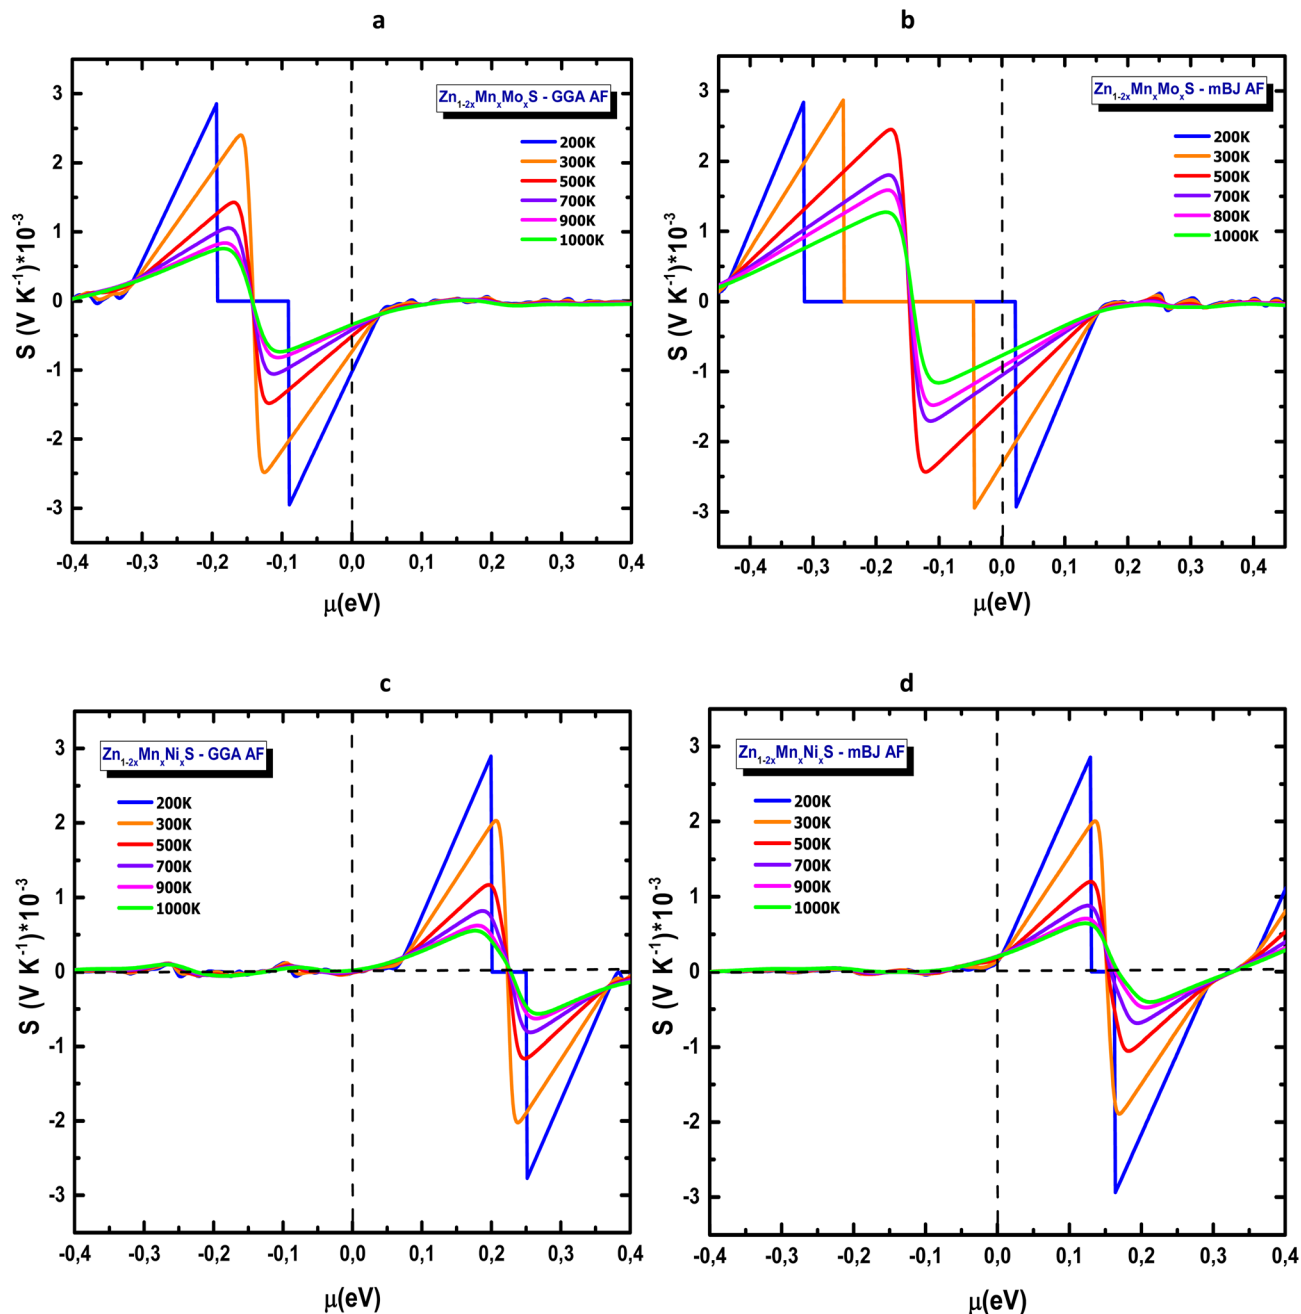 a
Zn1-2xMnxMoxS - GGA AF
200K
300K
500K
700K
900K
1000K
3
2
1
0
-1
-2
-3
S (V K-1)*10-3
-0,4 -0,3 -0,2 -0,1 0,0 0,1 0,2 0,3 0,4
μ(eV)
b
Zn1-2xMnxMoxS - mBJ AF
200K
300K
500K
700K
800K
1000K
3
2
1
0
-1
-2
-3
S (V K-1)*10-3
-0,4 -0,3 -0,2 -0,1 0,0 0,1 0,2 0,3 0,4
μ(eV)
c
Zn1-2xMnxNixS - GGA AF
200K
300K
500K
700K
900K
1000K
3
2
1
0
-1
-2
-3
S (V K-1)*10-3
-0,4 -0,3 -0,2 -0,1 0,0 0,1 0,2 0,3 0,4
μ(eV)
d
Zn1-2xMnxNixS - mBJ AF
200K
300K
500K
700K
900K
1000K
3
2
1
0
-1
-2
-3
S (V K-1)*10-3
-0,4 -0,3 -0,2 -0,1 0,0 0,1 0,2 0,3 0,4
μ(eV)